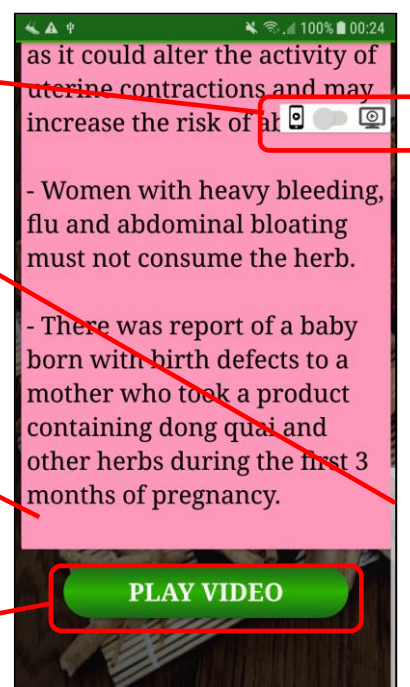 100% 00:24
as it could alter the activity of
uterine contractions and may
increase the risk of
- Women with heavy bleeding,
flu and abdominal bloating
must not consume the herb.
- There was report of a baby
born with birth defects to a
mother who took a product
containing dong quai and
other herbs during the first 3
months of pregnancy.
PLAY VIDEO